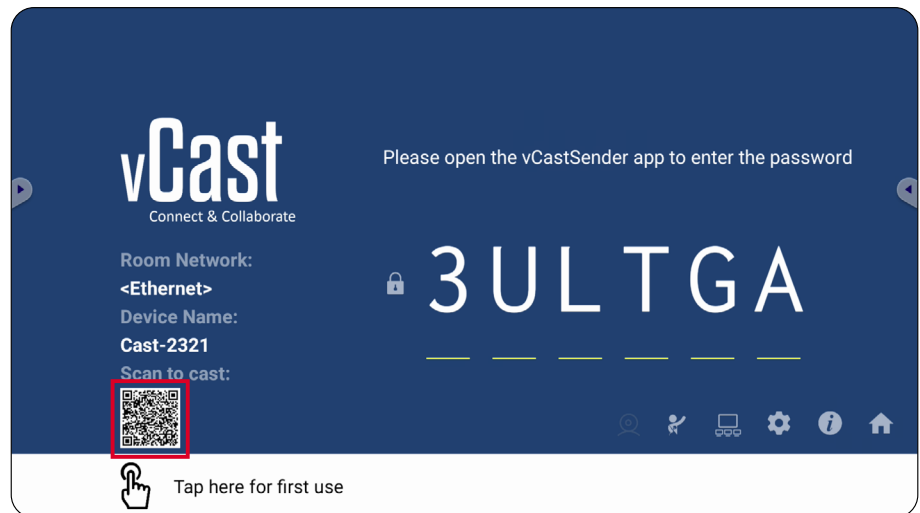 vCast
Connect & Collaborate
Please open the vCastSender app to enter the password
Room Network:
<Ethernet>
Device Name:
Cast-2321
Scan to cast:
3ULTGA
Tap here for first use